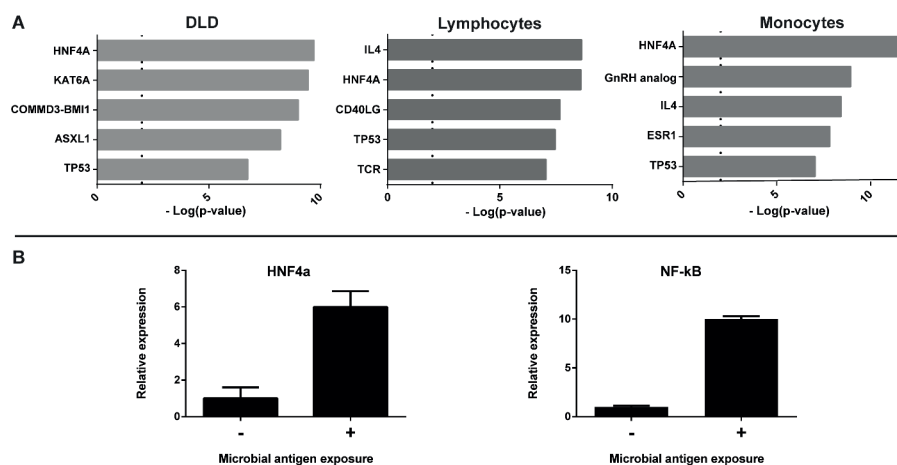 A
DLD
HNF4A
KAT6A
COMMD3-BMI1
ASXL1
TP53
0 5 10
- Log(p-value)
Lymphocytes
IL4
HNF4A
CD40LG
TP53
TCR
0 5 10
- Log(p-value)
Monocytes
HNF4A
GnRH analog
IL4
ESR1
TP53
0 5 10
- Log(p-value)
B
HNF4a
Relative expression
8
6
4
2
0
- +
Microbial antigen exposure
NF-kB
Relative expression
15
10
5
0
- +
Microbial antigen exposure